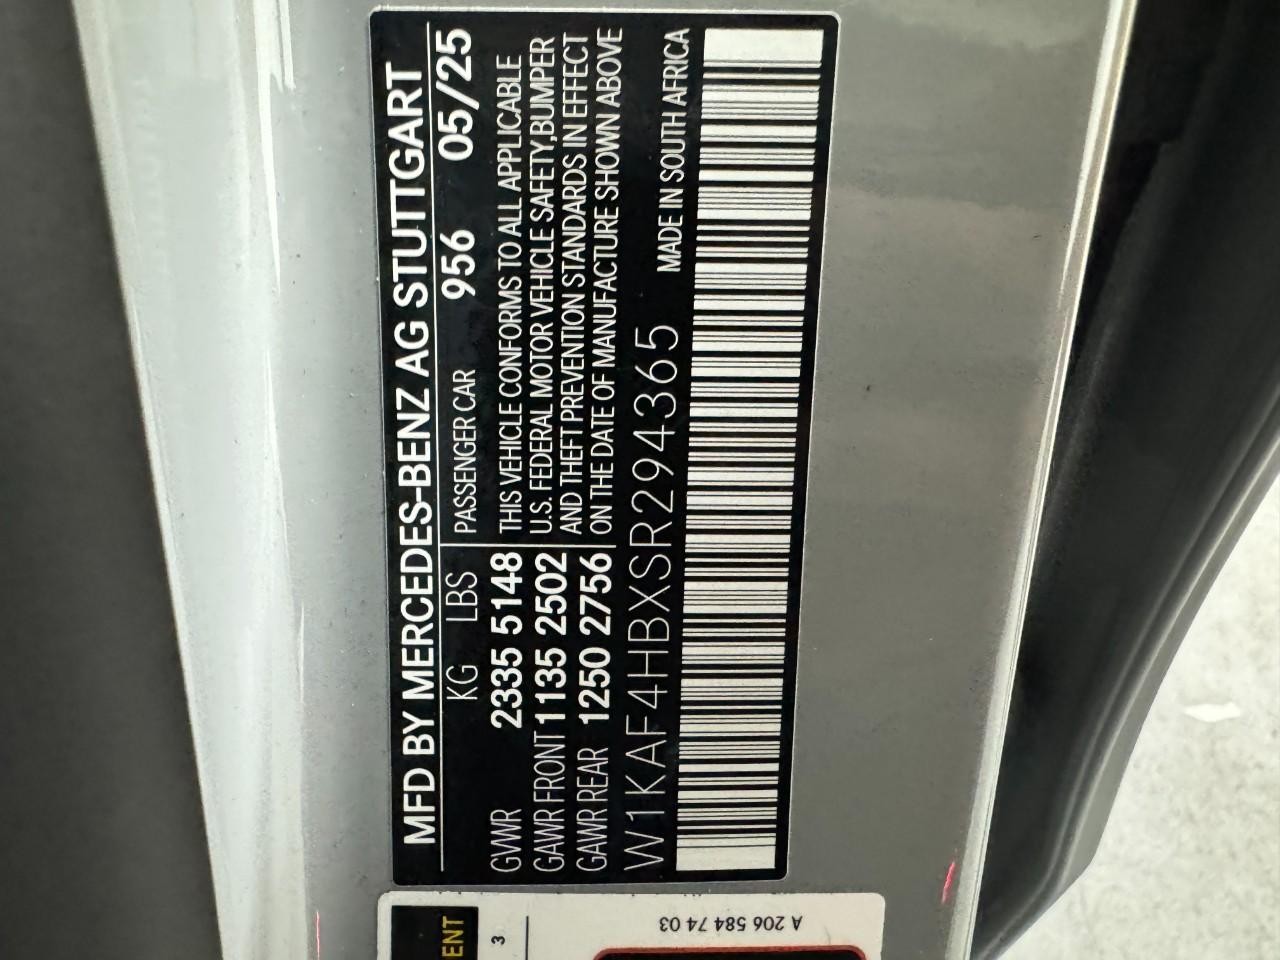 MFD BY MERCEDES-BENZ AG STUTTGART
KG LBS PASSENGER CAR 956 05/25
GVWR 2335 5148
GAWR FRONT 1135 2502
GAWR REAR 1250 2756
THIS VEHICLE CONFORMS TO ALL APPLICABLE
U.S. FEDERAL MOTOR VEHICLE SAFETY,BUMPER
AND THEFT PREVENTION STANDARDS IN EFFECT
ON THE DATE OF MANUFACTURE SHOWN ABOVE
W1KAF4HBXSR294365 MADE IN SOUTH AFRICA
ENT
3
A 206 584 74 03